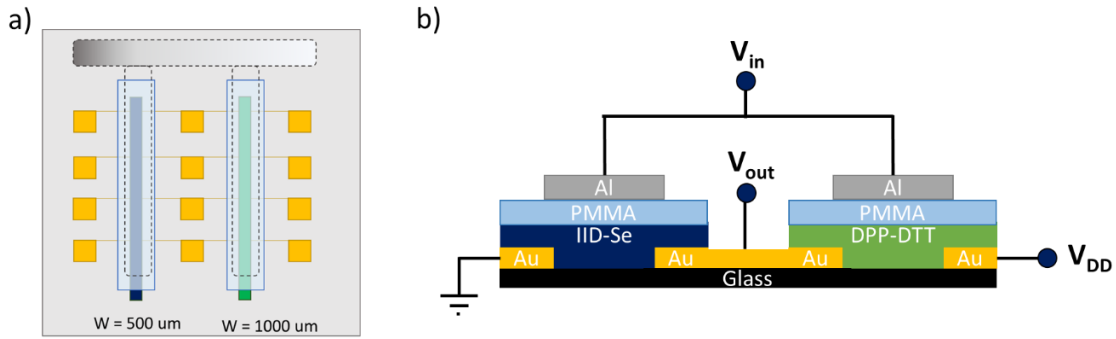 a)
W = 500 um
W = 1000 um
b)
V_in
V_out
Al
Al
PMMA
PMMA
IID-Se
DPP-DTT
Au
Au
Au
Au
V_DD
Glass